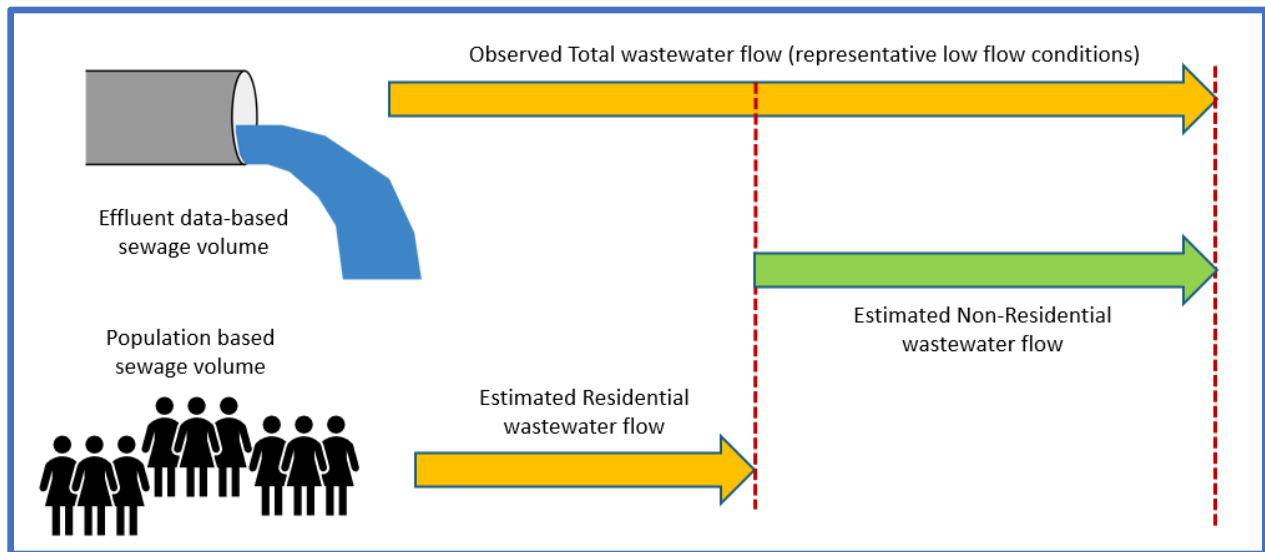 Observed Total wastewater flow (representative low flow conditions)
Effluent data-based
sewage volume
Estimated Non-Residential
wastewater flow
Population based
sewage volume
Estimated Residential
wastewater flow